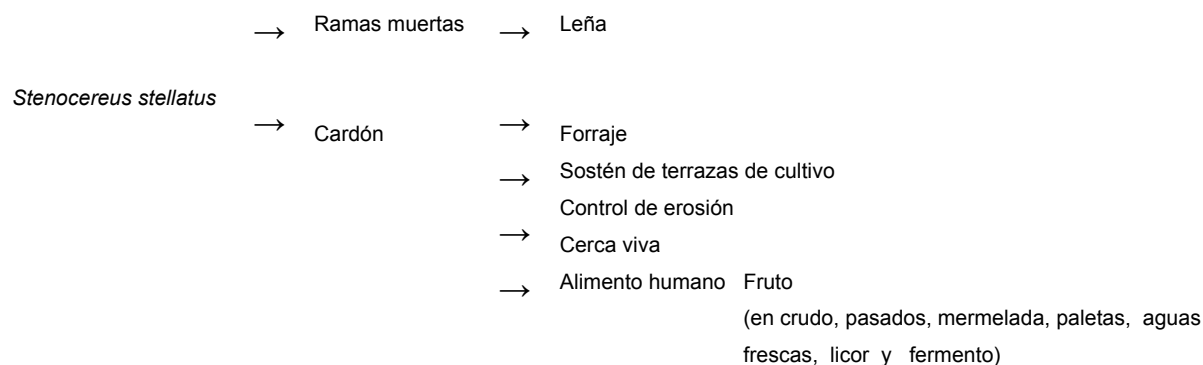 → Ramas muertas → Leña
Stenocereus stellatus
→ Cardón → Forraje
→ Sostén de terrazas de cultivo
Control de erosión
→ Cerca viva
→ Alimento humano Fruto
(en crudo, pasados, mermelada, paletas, aguas
frescas, licor y fermento)